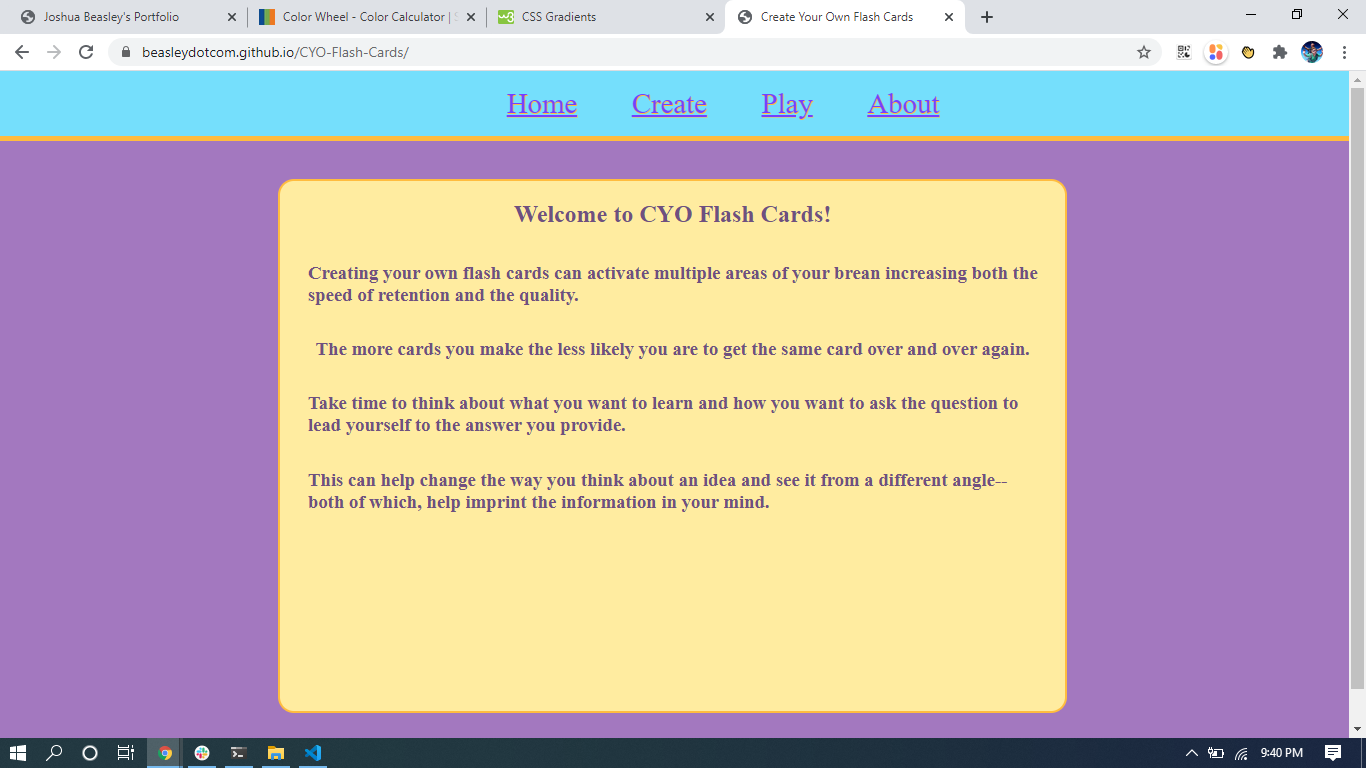 Joshua Beasley's Portfolio
Color Wheel - Color Calculator |
CSS Gradients
Create Your Own Flash Cards
beasleydotcom.github.io/CYO-Flash-Cards/
Home Create Play About
Welcome to CYO Flash Cards!
Creating your own flash cards can activate multiple areas of your brean increasing both the
speed of retention and the quality.
The more cards you make the less likely you are to get the same card over and over again.
Take time to think about what you want to learn and how you want to ask the question to
lead yourself to the answer you provide.
This can help change the way you think about an idea and see it from a different angle--
both of which, help imprint the information in your mind.
9:40 PM